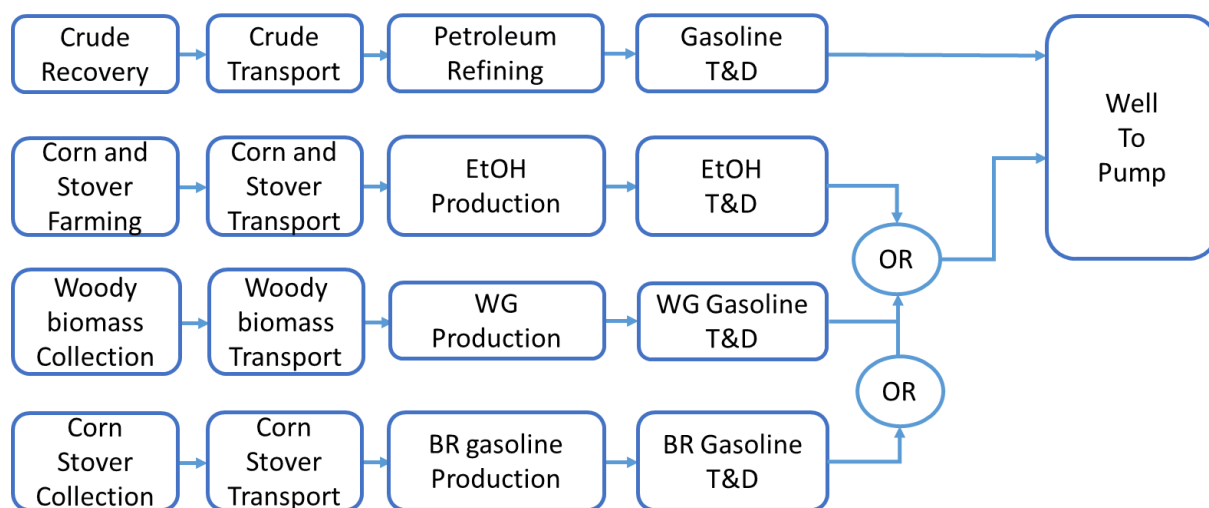 Crude
Recovery
Crude
Transport
Petroleum
Refining
Gasoline
T&D
Well
To
Pump
Corn and
Stover
Farming
Corn and
Stover
Transport
EtOH
Production
EtOH
T&D
OR
Woody
biomass
Collection
Woody
biomass
Transport
WG
Production
WG Gasoline
T&D
OR
Corn
Stover
Collection
Corn
Stover
Transport
BR gasoline
Production
BR Gasoline
T&D